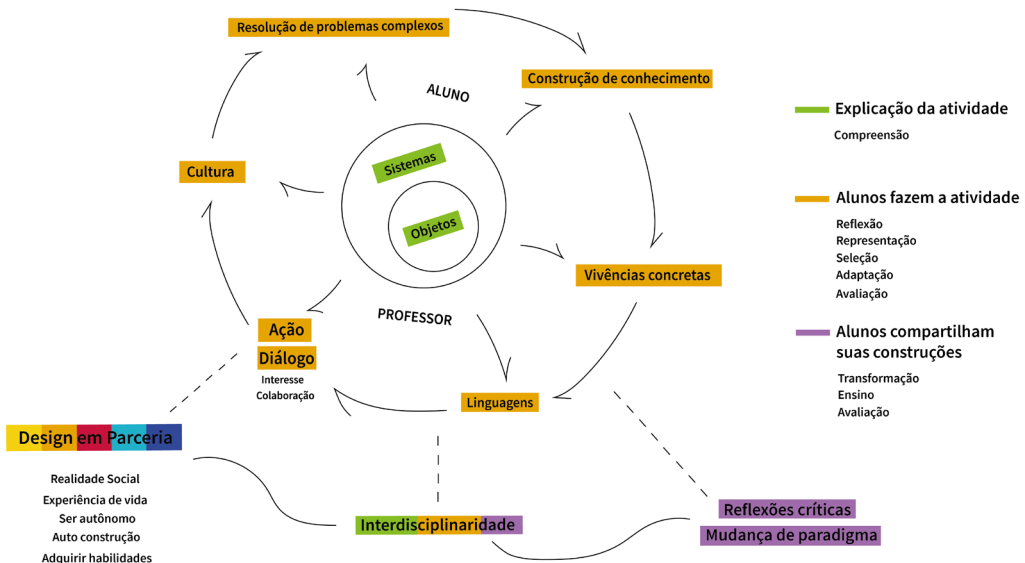 Resolução de problemas complexos
Construção de conhecimento
ALUNO
Sistemas
Objetos
Cultura
Vivências concretas
PROFESSOR
Ação
Diálogo
Interesse
Colaboração
Linguagens
Design em Parceria
Realidade Social
Experiência de vida
Ser autônomo
Auto construção
Adquirir habilidades
Interdisciplinaridade
Reflexões críticas
Mudança de paradigma
Explicação da atividade
Compreensão
Alunos fazem a atividade
Reflexão
Representação
Seleção
Adaptação
Avaliação
Alunos compartilham
suas construções
Transformação
Ensino
Avaliação